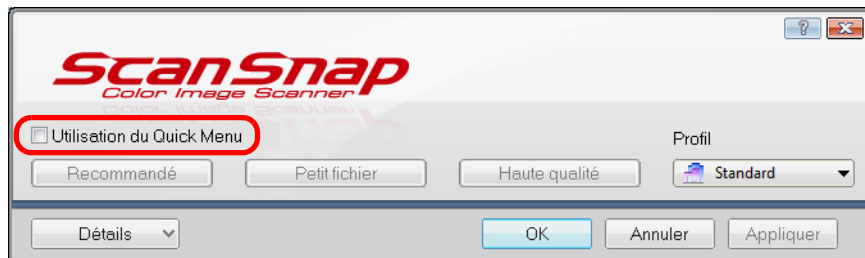 ?
ScanSnap
Color Image Scanner
Utilisation du Quick Menu
Profil
Recommandé Petit fichier Haute qualité Standard
Détails OK Annuler Appliquer